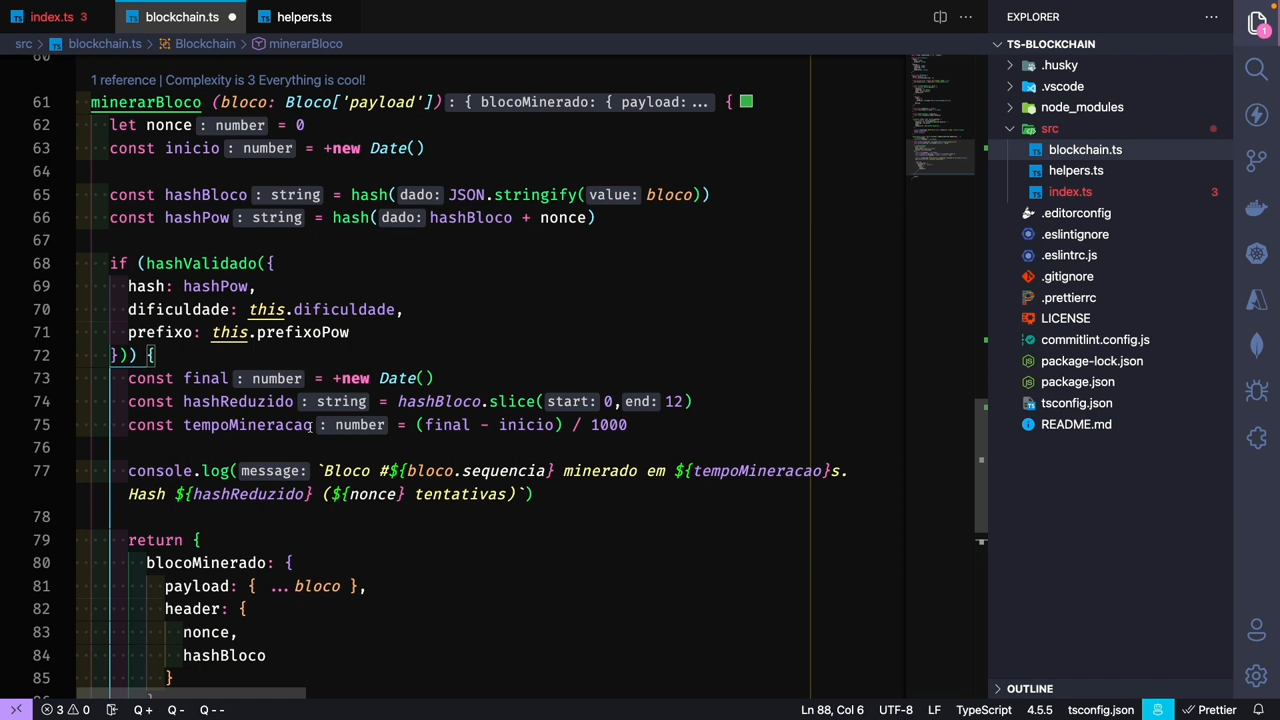 index.ts 3 blockchain.ts helpers.ts
src > blockchain.ts > Blockchain > minerarBloco
60
1 reference | Complexity is 3 Everything is cool!
61 minerarBloco (bloco: Bloco['payload']): { blocoMinerado: { payload:... {
62 let nonce: number = 0
63 const inicio: number = +new Date()
64
65 const hashBloco: string = hash(dado: JSON.stringify(value: bloco))
66 const hashPow: string = hash(dado: hashBloco + nonce)
67
68 if (hashValidado({
69 hash: hashPow,
70 dificuldade: this.dificuldade,
71 prefixo: this.prefixoPow
72 })) {
73 const final: number = +new Date()
74 const hashReduzido: string = hashBloco.slice(start: 0, end: 12)
75 const tempoMineracao: number = (final - inicio) / 1000
76
77 console.log(message: `Bloco #${bloco.sequencia} minerado em ${tempoMineracao}s.
Hash ${hashReduzido} (${nonce} tentativas)`)
78
79 return {
80 blocoMinerado: {
81 payload: { ...bloco },
82 header: {
83 nonce,
84 hashBloco
85 }
86 }
EXPLORER
TS-BLOCKCHAIN
.husky
.vscode
node_modules
src
blockchain.ts
helpers.ts
index.ts 3
.editorconfig
.eslintignore
.eslintrc.js
.gitignore
.prettierrc
LICENSE
commitlint.config.js
package-lock.json
package.json
tsconfig.json
README.md
OUTLINE
1
3 0 Q+ Q- Q-- Ln 88, Col 6 UTF-8 LF TypeScript 4.5.5 tsconfig.json Prettier